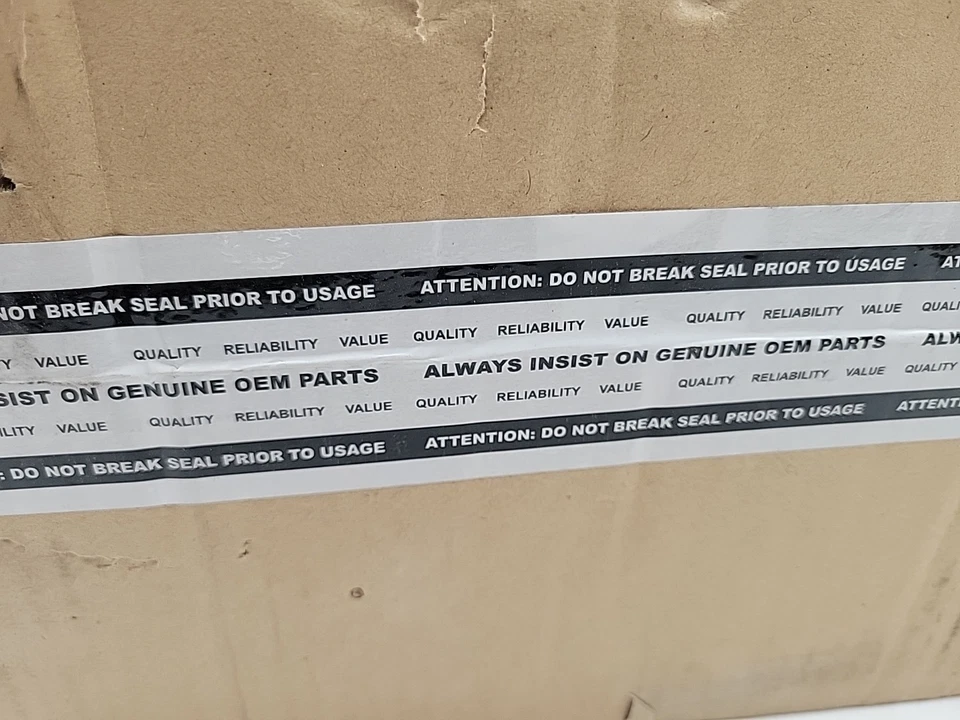 NOT BREAK SEAL PRIOR TO USAGE ATTENTION: DO NOT BREAK SEAL PRIOR TO USAGE
VALUE QUALITY RELIABILITY VALUE QUALITY RELIABILITY VALUE QUALITY RELIABILITY VALUE
ON GENUINE OEM PARTS ALWAYS INSIST ON GENUINE OEM PARTS
VALUE QUALITY RELIABILITY VALUE QUALITY RELIABILITY VALUE QUALITY RELIABILITY VALUE QUALITY
: DO NOT BREAK SEAL PRIOR TO USAGE ATTENTION: DO NOT BREAK SEAL PRIOR TO USAGE